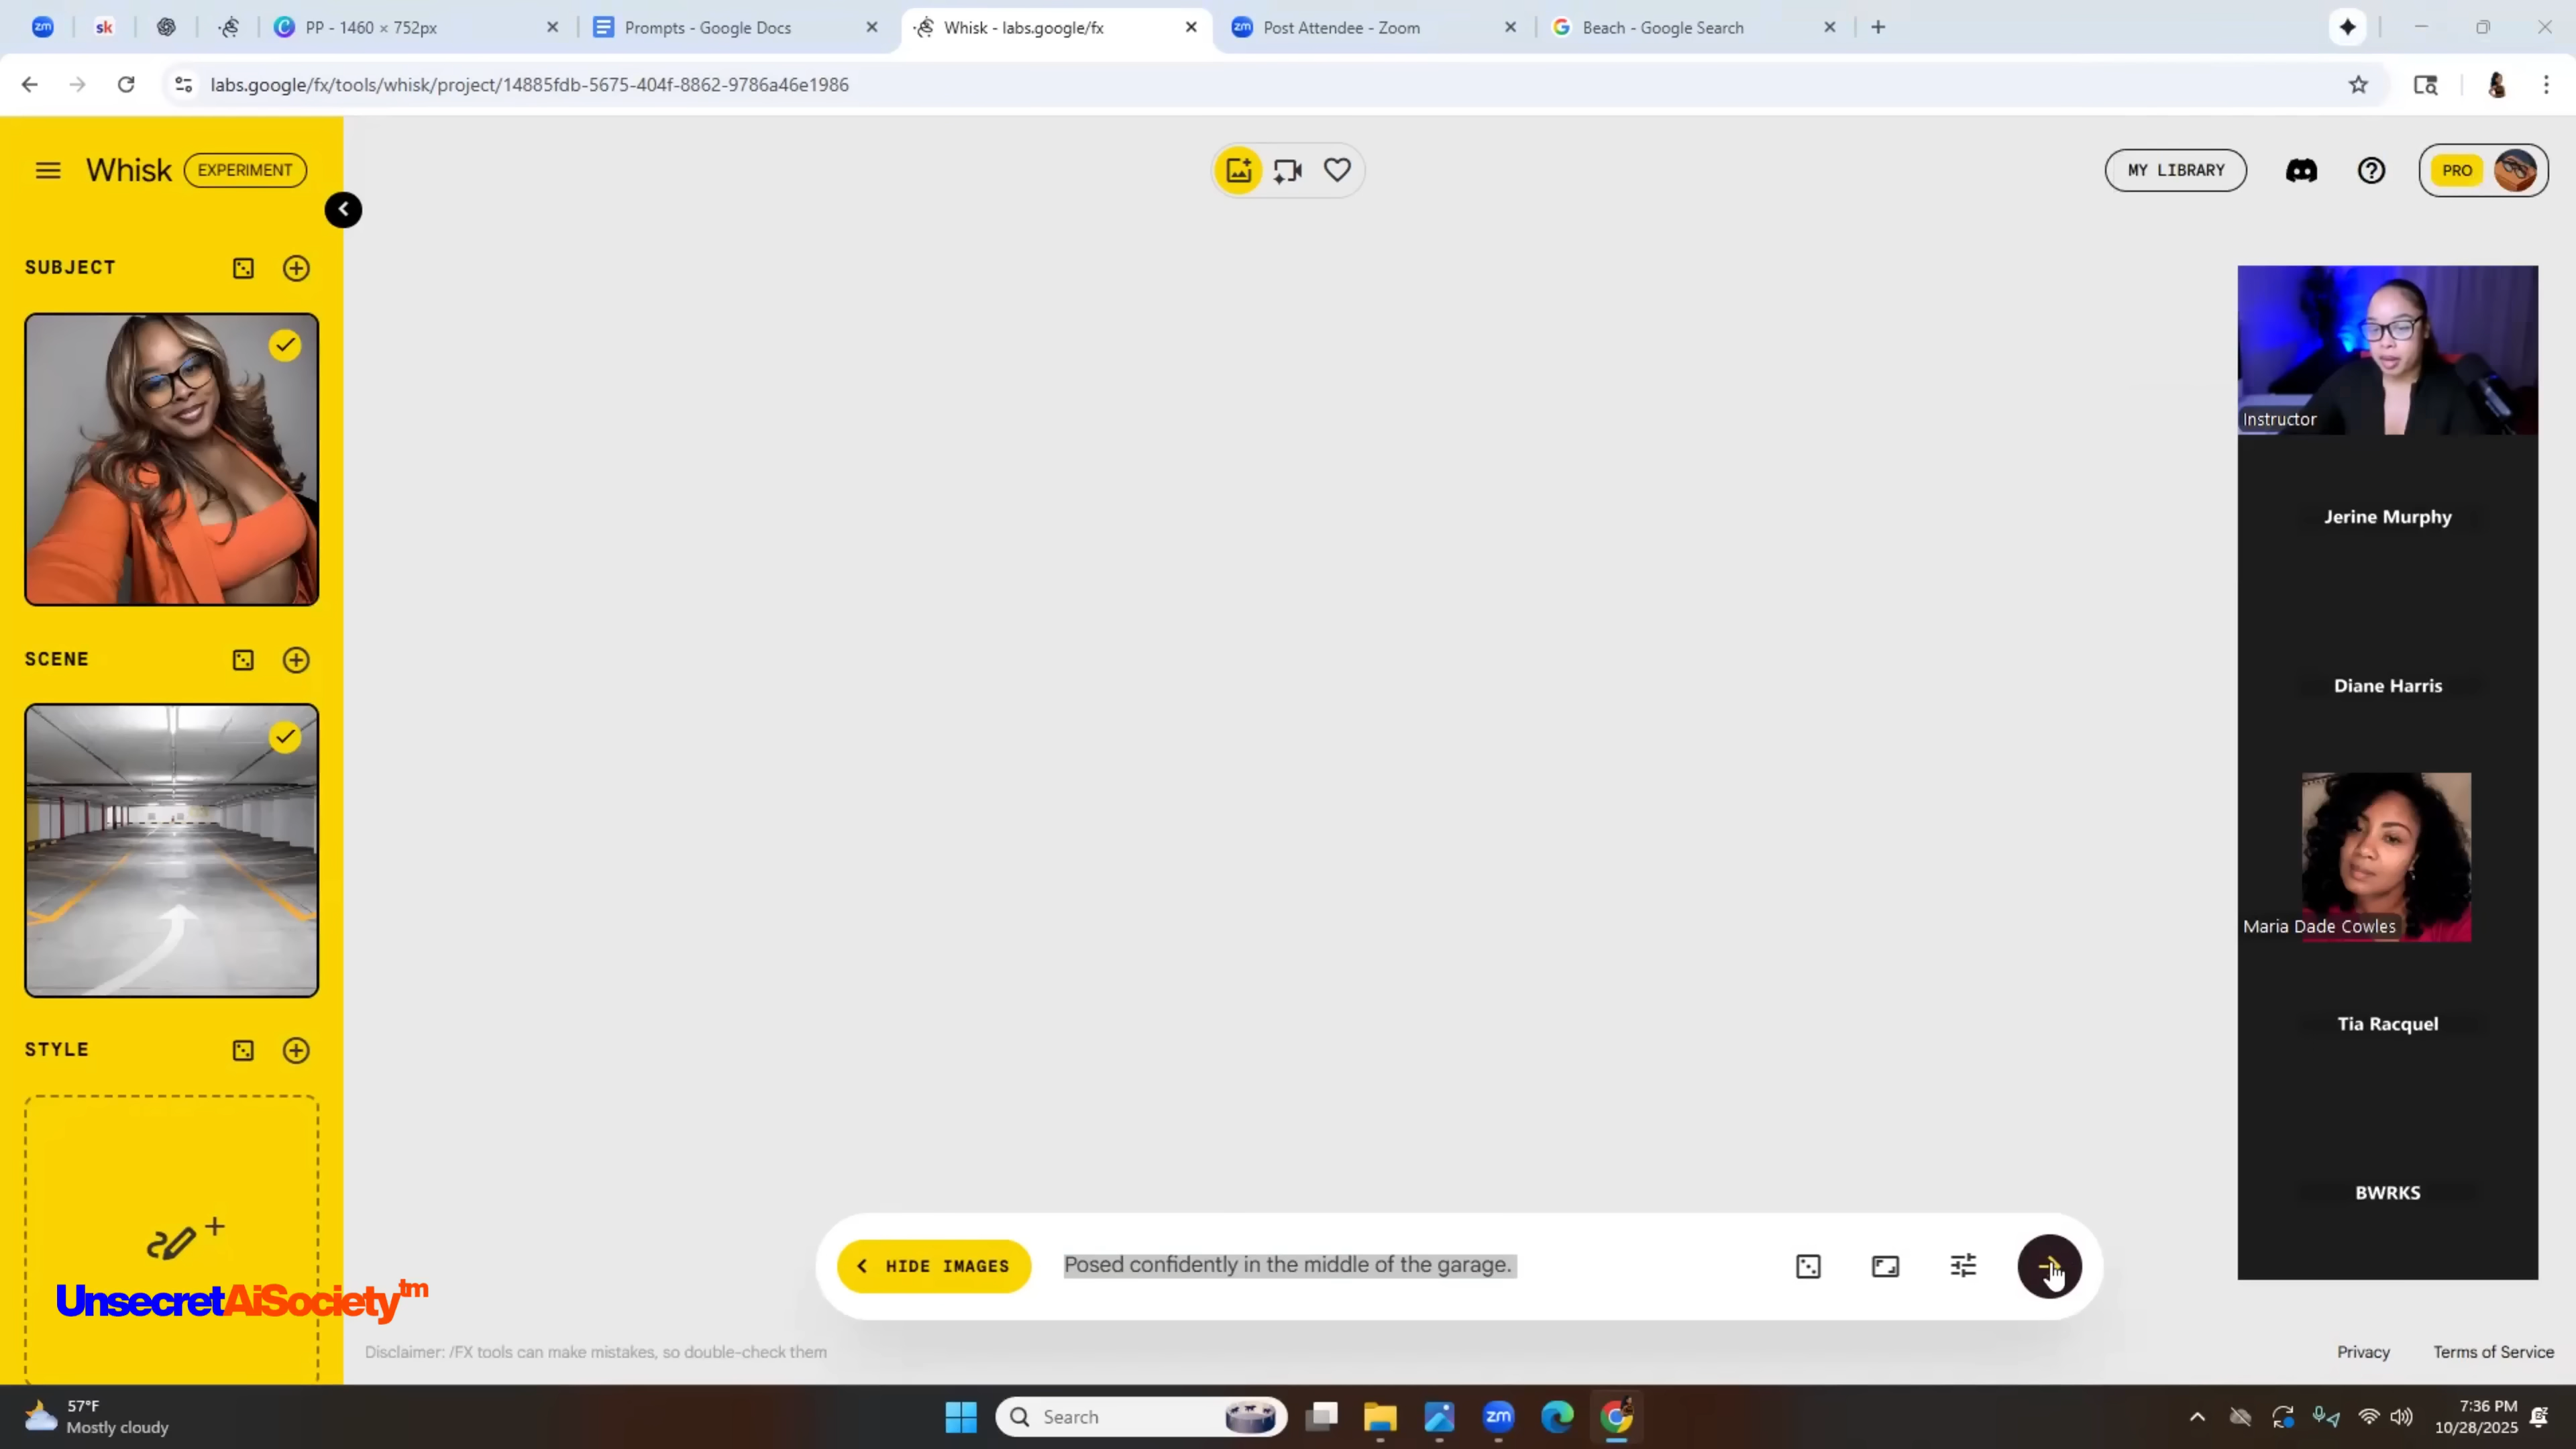 PP - 1460 × 752px
Prompts - Google Docs
Whisk - labs.google/fx
Post Attendee - Zoom
Beach - Google Search
labs.google/fx/tools/whisk/project/14885fdb-5675-404f-8862-9786a46e1986
Whisk
EXPERIMENT
MY LIBRARY
PRO
SUBJECT
SCENE
STYLE
Instructor
Jerine Murphy
Diane Harris
Maria Dade Cowles
Tia Racquel
BWRKS
HIDE IMAGES
Posed confidently in the middle of the garage.
UnsecretAiSociety™
Disclaimer: /FX tools can make mistakes, so double-check them
Privacy
Terms of Service
57°F
Mostly cloudy
Search
zm
7:36 PM
10/28/2025
zm
sk
zm